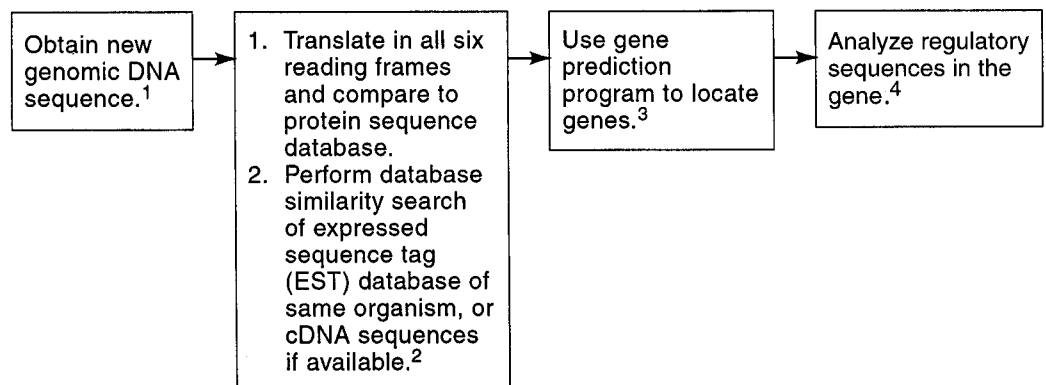 Obtain new
genomic DNA
sequence.1
1. Translate in all six
reading frames
and compare to
protein sequence
database.
2. Perform database
similarity search
of expressed
sequence tag
(EST) database of
same organism, or
cDNA sequences
if available.2
Use gene
prediction
program to locate
genes.3
Analyze regulatory
sequences in the
gene.4